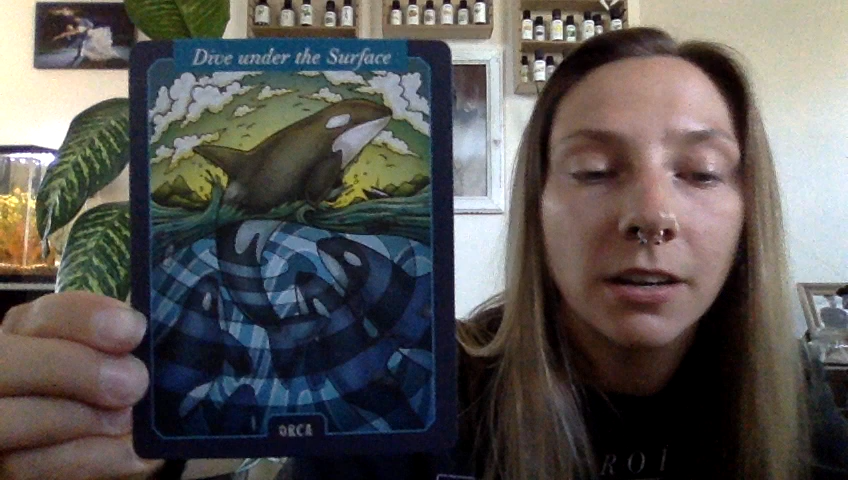 Dive under the Surface
ORCA